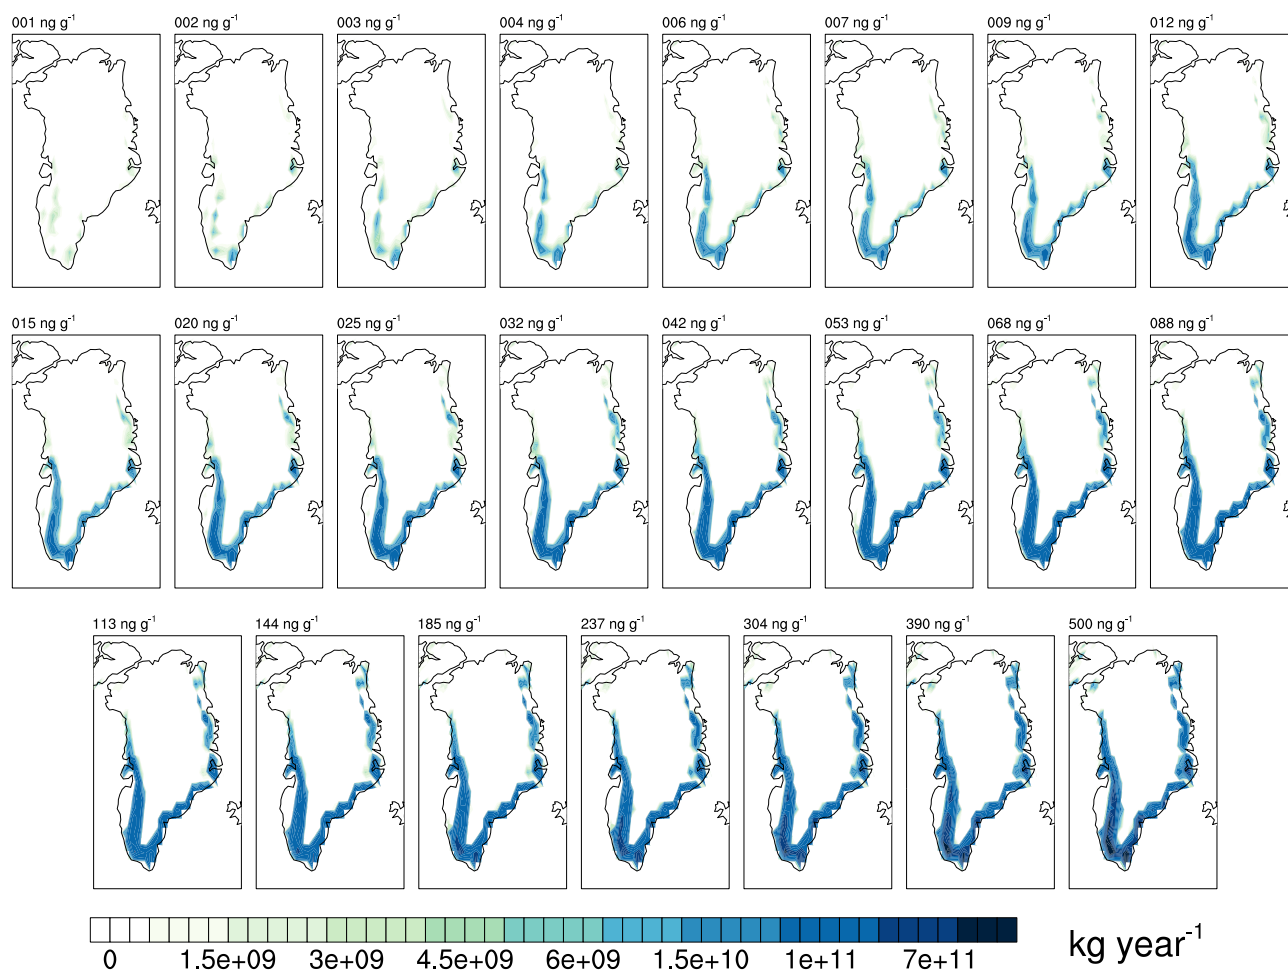 001 ng g⁻¹ 002 ng g⁻¹ 003 ng g⁻¹ 004 ng g⁻¹ 006 ng g⁻¹ 007 ng g⁻¹ 009 ng g⁻¹ 012 ng g⁻¹
015 ng g⁻¹ 020 ng g⁻¹ 025 ng g⁻¹ 032 ng g⁻¹ 042 ng g⁻¹ 053 ng g⁻¹ 068 ng g⁻¹ 088 ng g⁻¹
113 ng g⁻¹ 144 ng g⁻¹ 185 ng g⁻¹ 237 ng g⁻¹ 304 ng g⁻¹ 390 ng g⁻¹ 500 ng g⁻¹
0 1.5e+09 3e+09 4.5e+09 6e+09 1.5e+10 1e+11 7e+11
kg year⁻¹